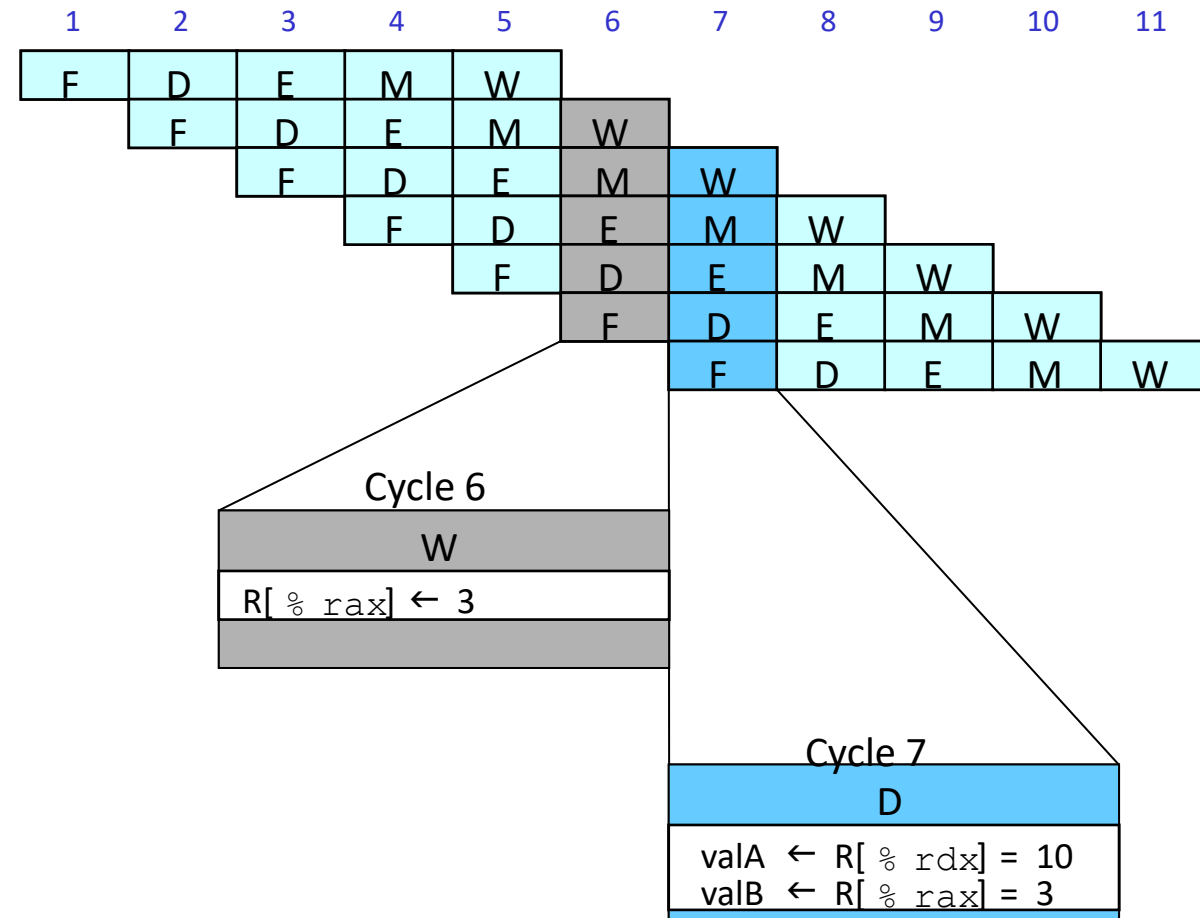 1 2 3 4 5 6 7 8 9 10 11
F D E M W
F D E M W
F D E M W
F D E M W
F D E M W
F D E M W
F D E M W
Cycle 6
W
R[ % rax] ← 3
Cycle 7
D
valA ← R[ % rdx] = 10
valB ← R[ % rax] = 3